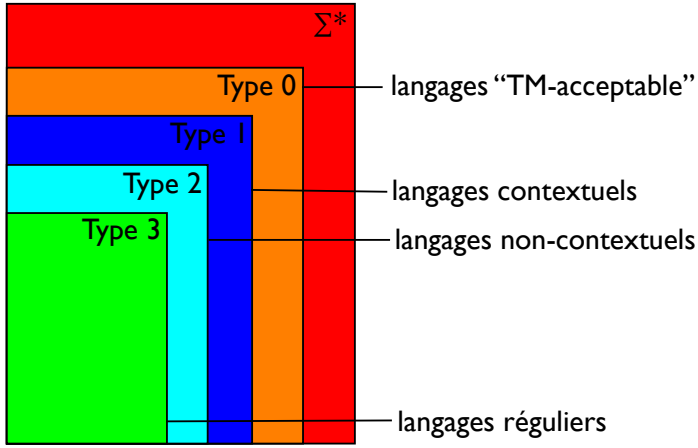 Σ*
Type 0
langages “TM-acceptable”
Type 1
langages contextuels
Type 2
langages non-contextuels
Type 3
langages réguliers